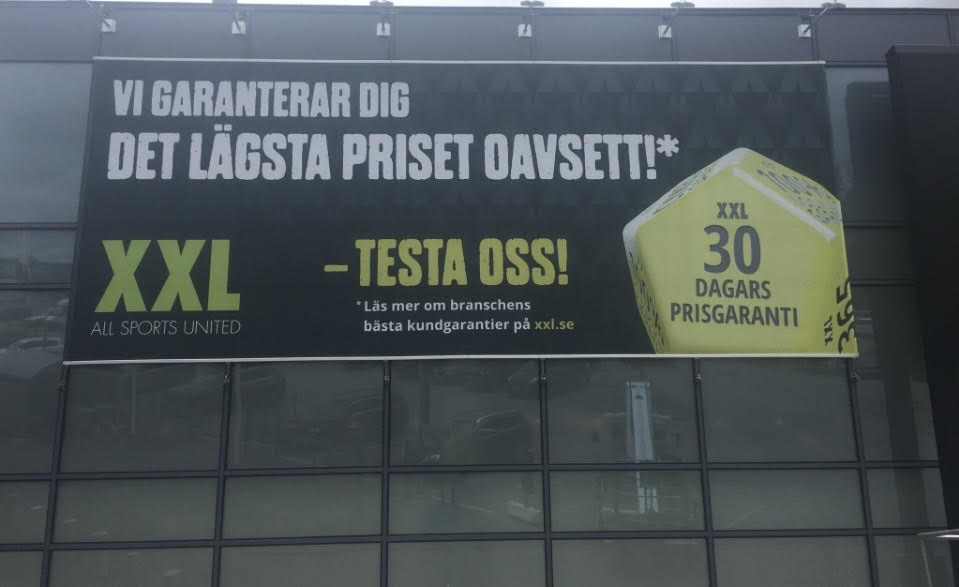 VI GARANTERAR DIG
DET LÄGSTA PRISET OAVSETT!*
XXL
ALL SPORTS UNITED
– TESTA OSS!
* Läs mer om branschens
bästa kundgarantier på xxl.se
XXL
30
DAGARS
PRISGARANTI
XXL
365